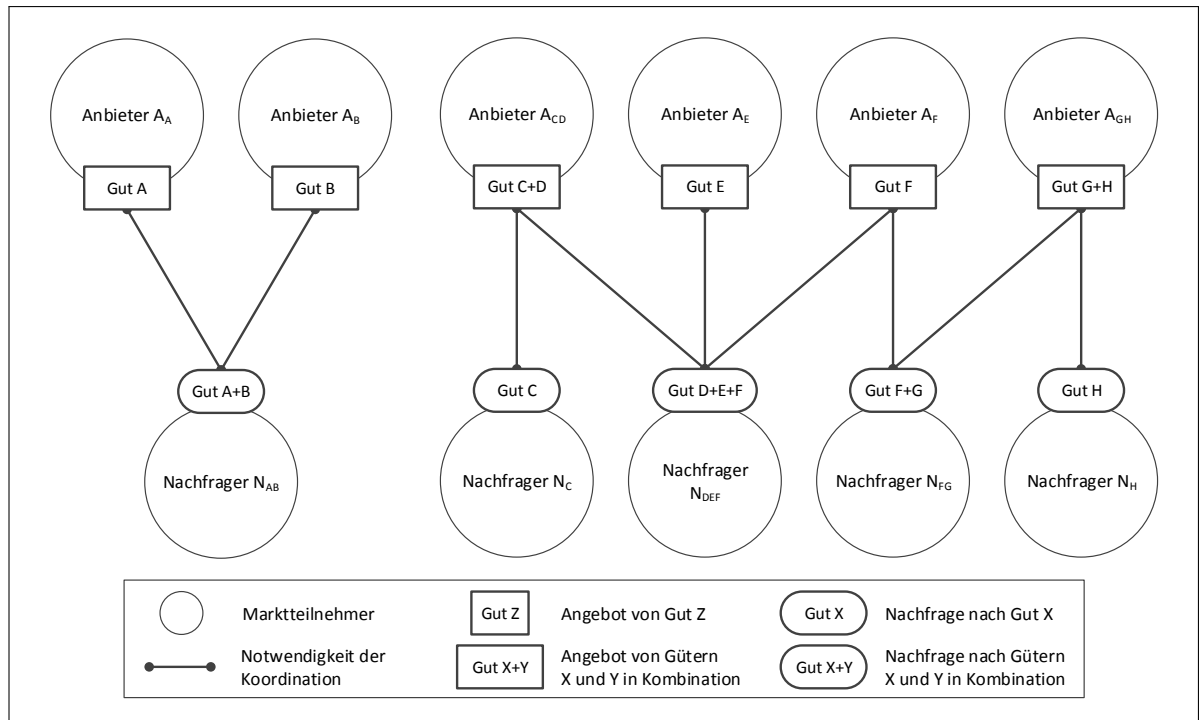 Anbieter A_A
Anbieter A_B
Anbieter A_CD
Anbieter A_E
Anbieter A_F
Anbieter A_GH
Gut A
Gut B
Gut C+D
Gut E
Gut F
Gut G+H
Gut A+B
Gut C
Gut D+E+F
Gut F+G
Gut H
Nachfrager N_AB
Nachfrager N_C
Nachfrager
N_DEF
Nachfrager N_FG
Nachfrager N_H
Marktteilnehmer
Gut Z
Angebot von Gut Z
Gut X
Nachfrage nach Gut X
Notwendigkeit der
Koordination
Gut X+Y
Angebot von Gütern
X und Y in Kombination
Gut X+Y
Nachfrage nach Gütern
X und Y in Kombination